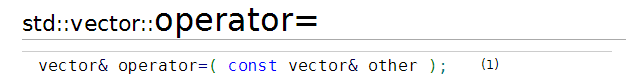 std::vector::operator=
vector& operator=( const vector& other ); (1)